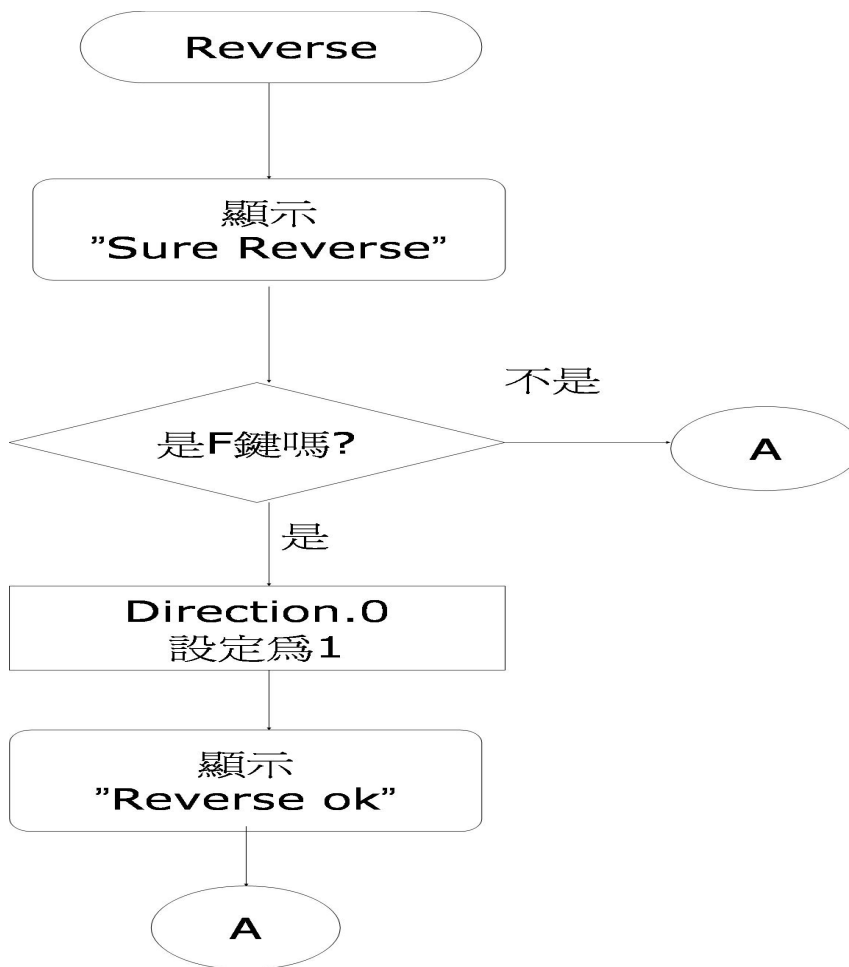 Reverse
顯示
”Sure Reverse”
不是
是F鍵嗎?
A
是
Direction.0
設定爲1
顯示
”Reverse ok”
A